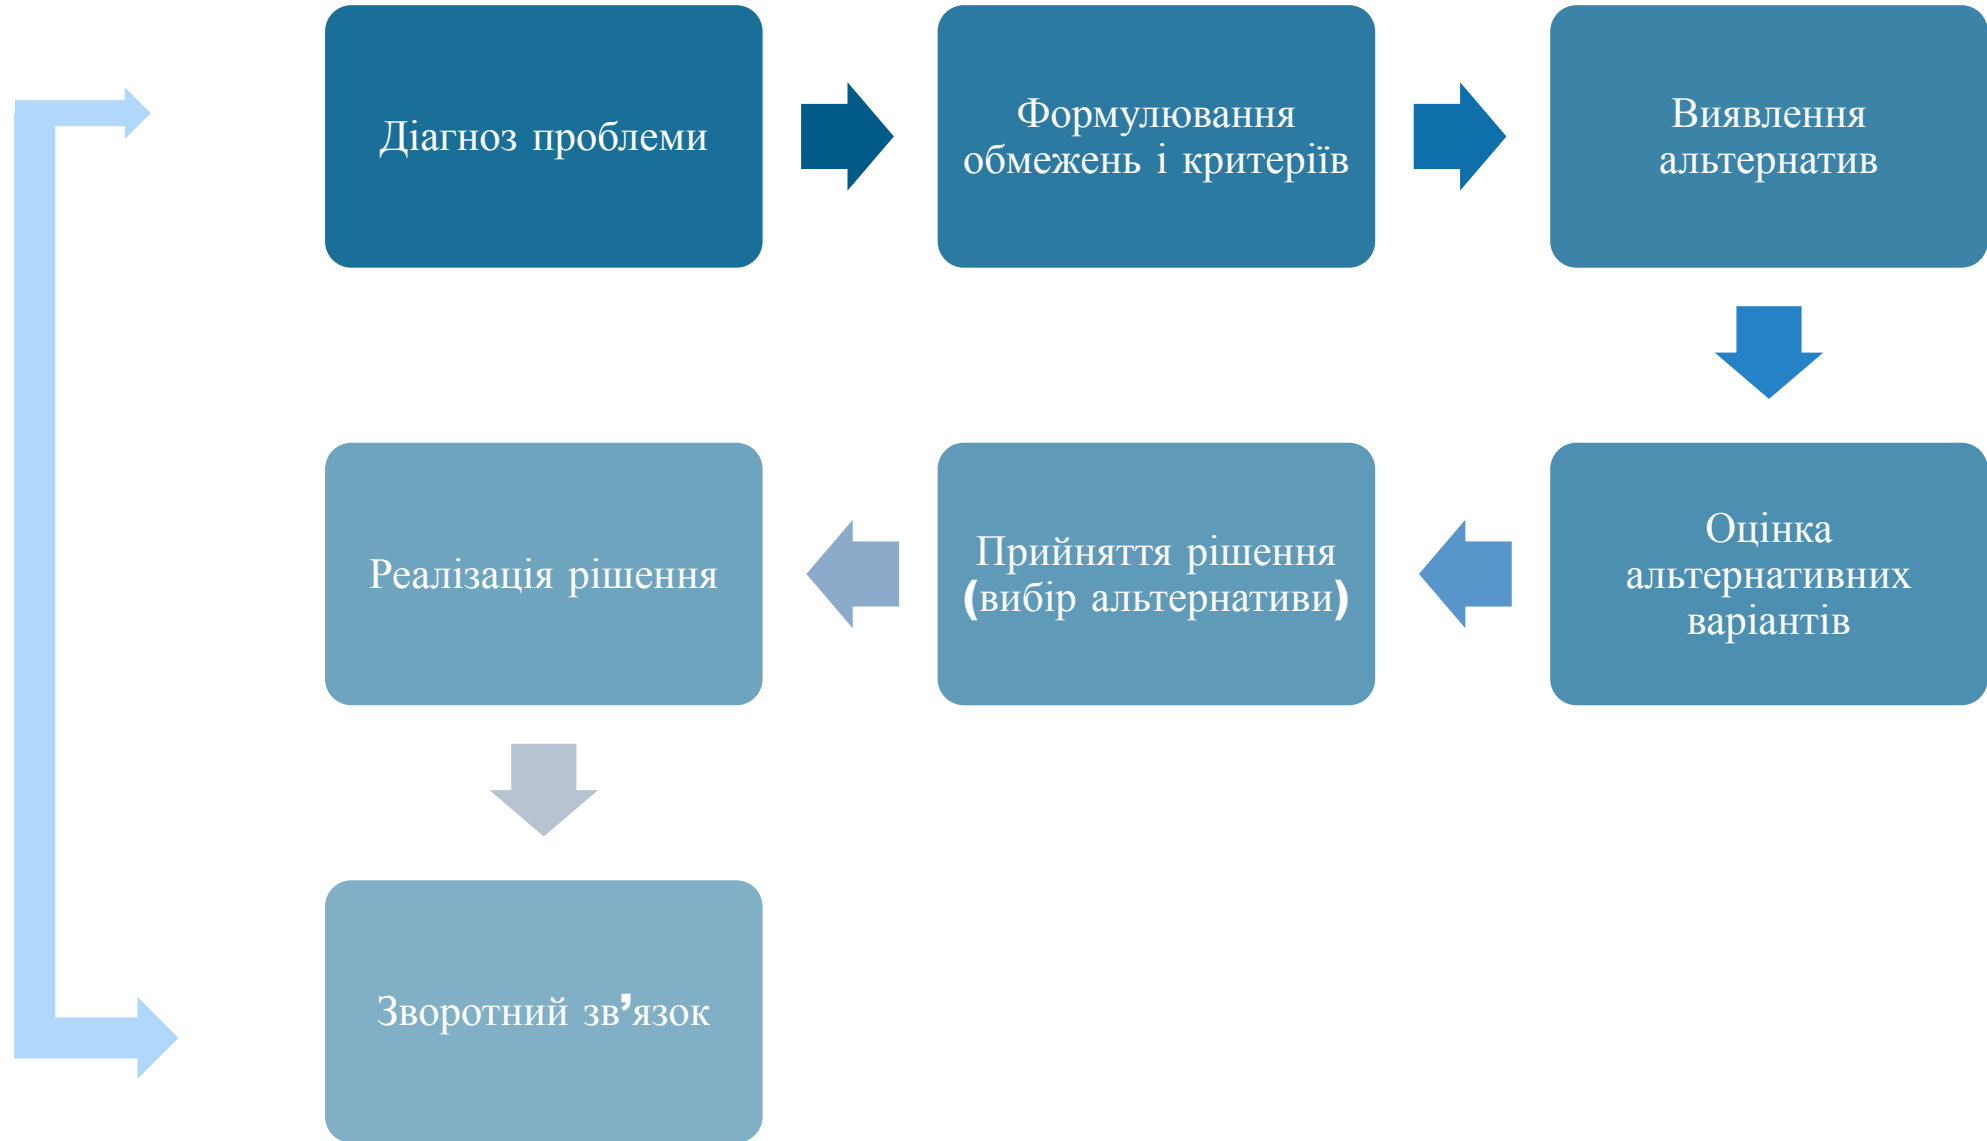 Діагноз проблеми
Формулювання
обмежень і критеріїв
Виявлення
альтернатив
Оцінка
альтернативних
варіантів
Прийняття рішення
(вибір альтернативи)
Реалізація рішення
Зворотний зв’язок